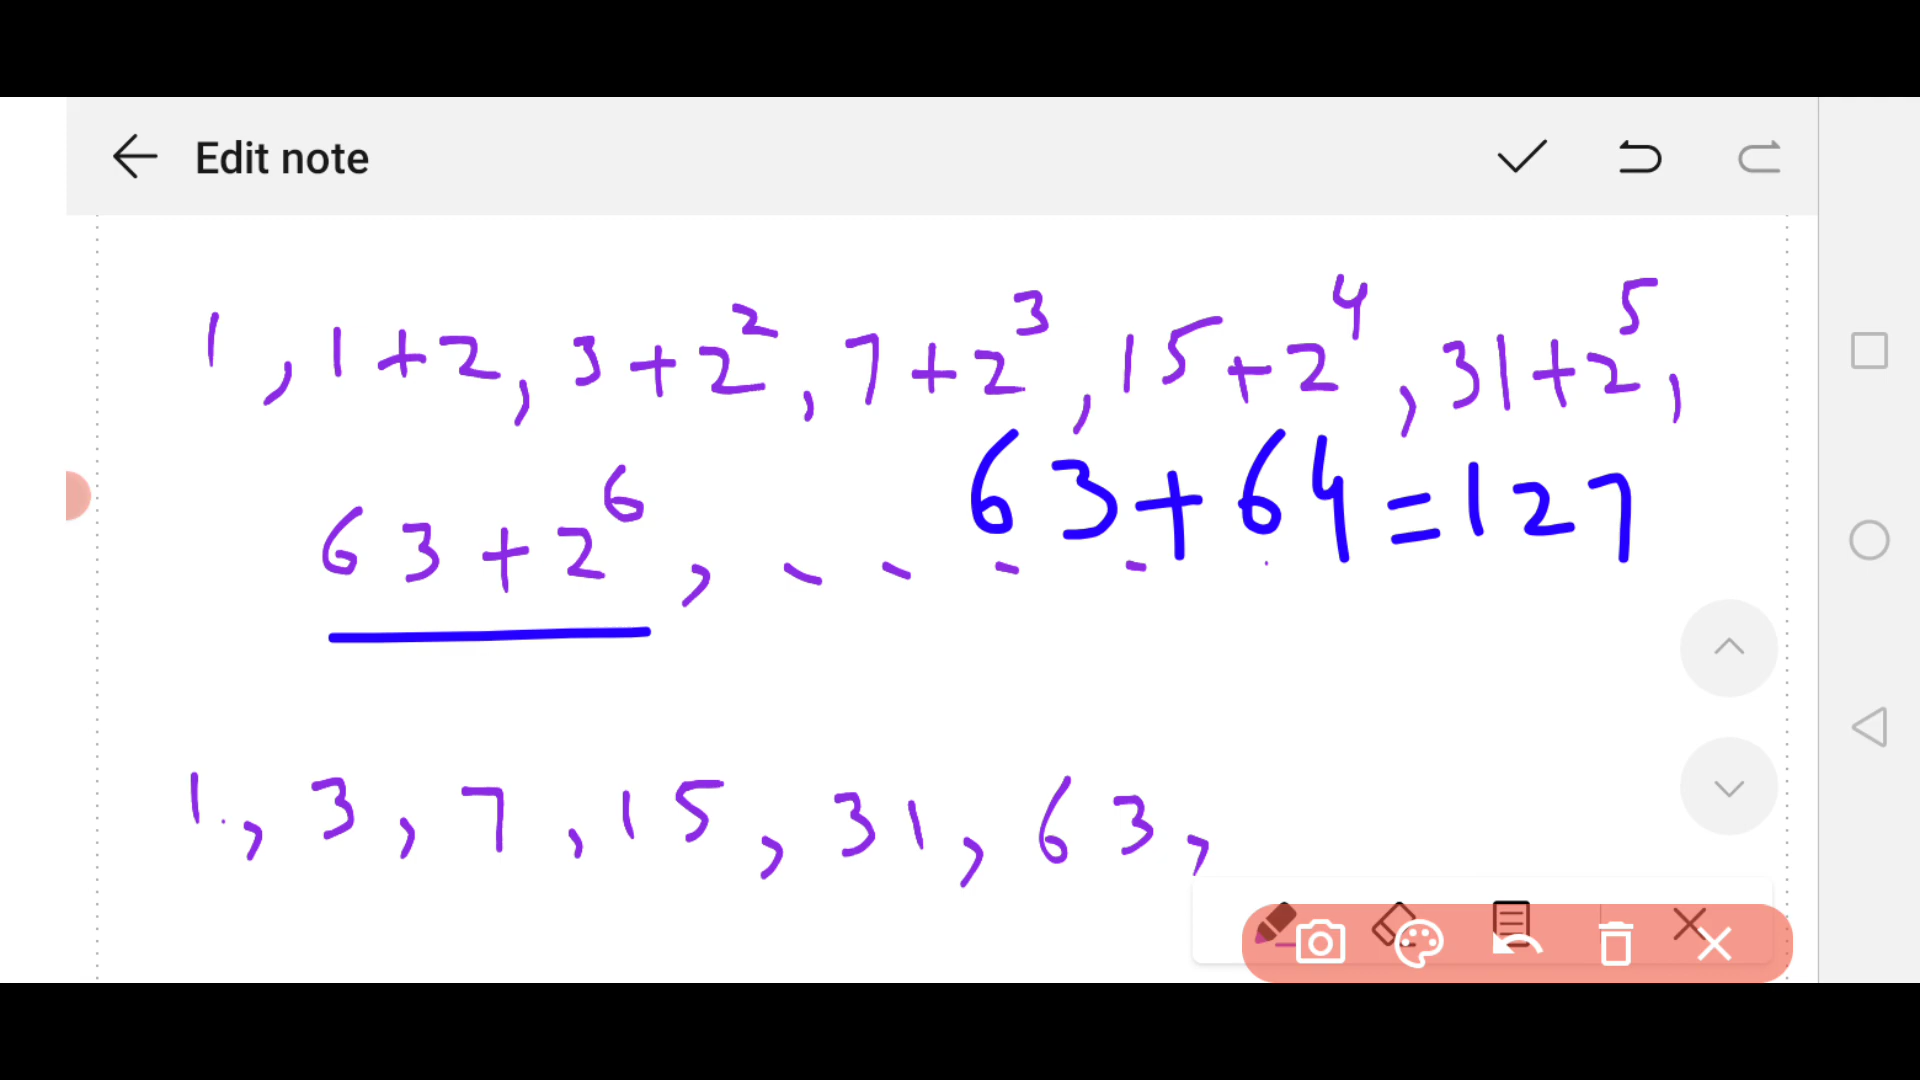 Edit note
1, 1+2, 3+2², 7+2³, 15+2⁴, 31+2⁵,
63+2⁶, - - - - . 63+64=127
1., 3, 7, 15, 31, 63,